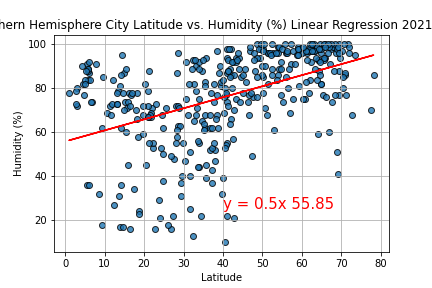 hern Hemisphere City Latitude vs. Humidity (%) Linear Regression 2021
100
80
60
40
20
Humidity (%)
y = 0.5x 55.85
0 10 20 30 40 50 60 70 80
Latitude